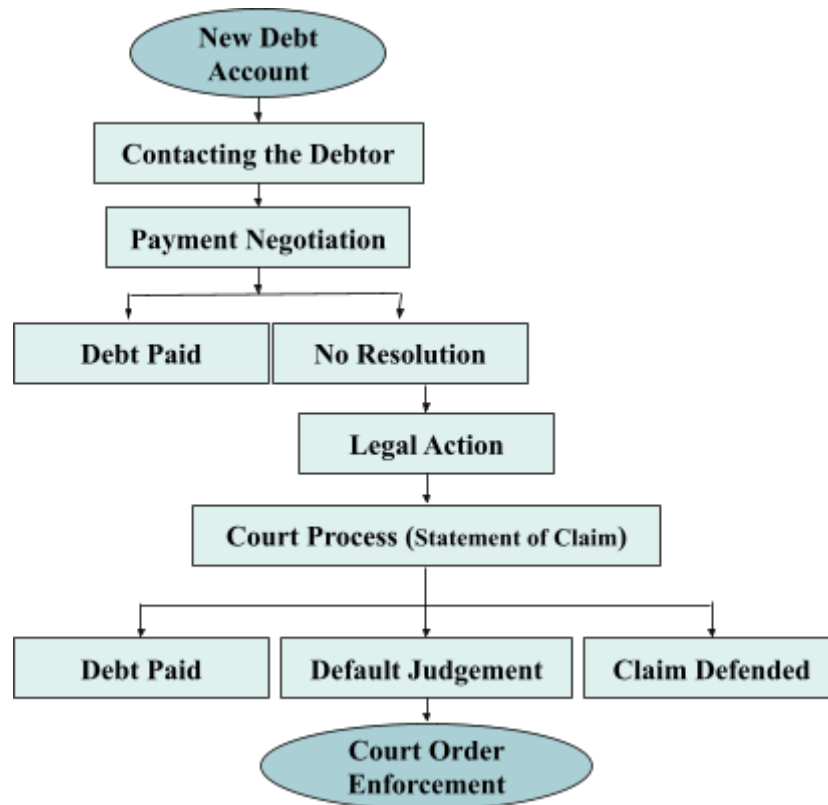 New Debt
Account
Contacting the Debtor
Payment Negotiation
Debt Paid
No Resolution
Legal Action
Court Process (Statement of Claim)
Debt Paid
Default Judgement
Claim Defended
Court Order
Enforcement